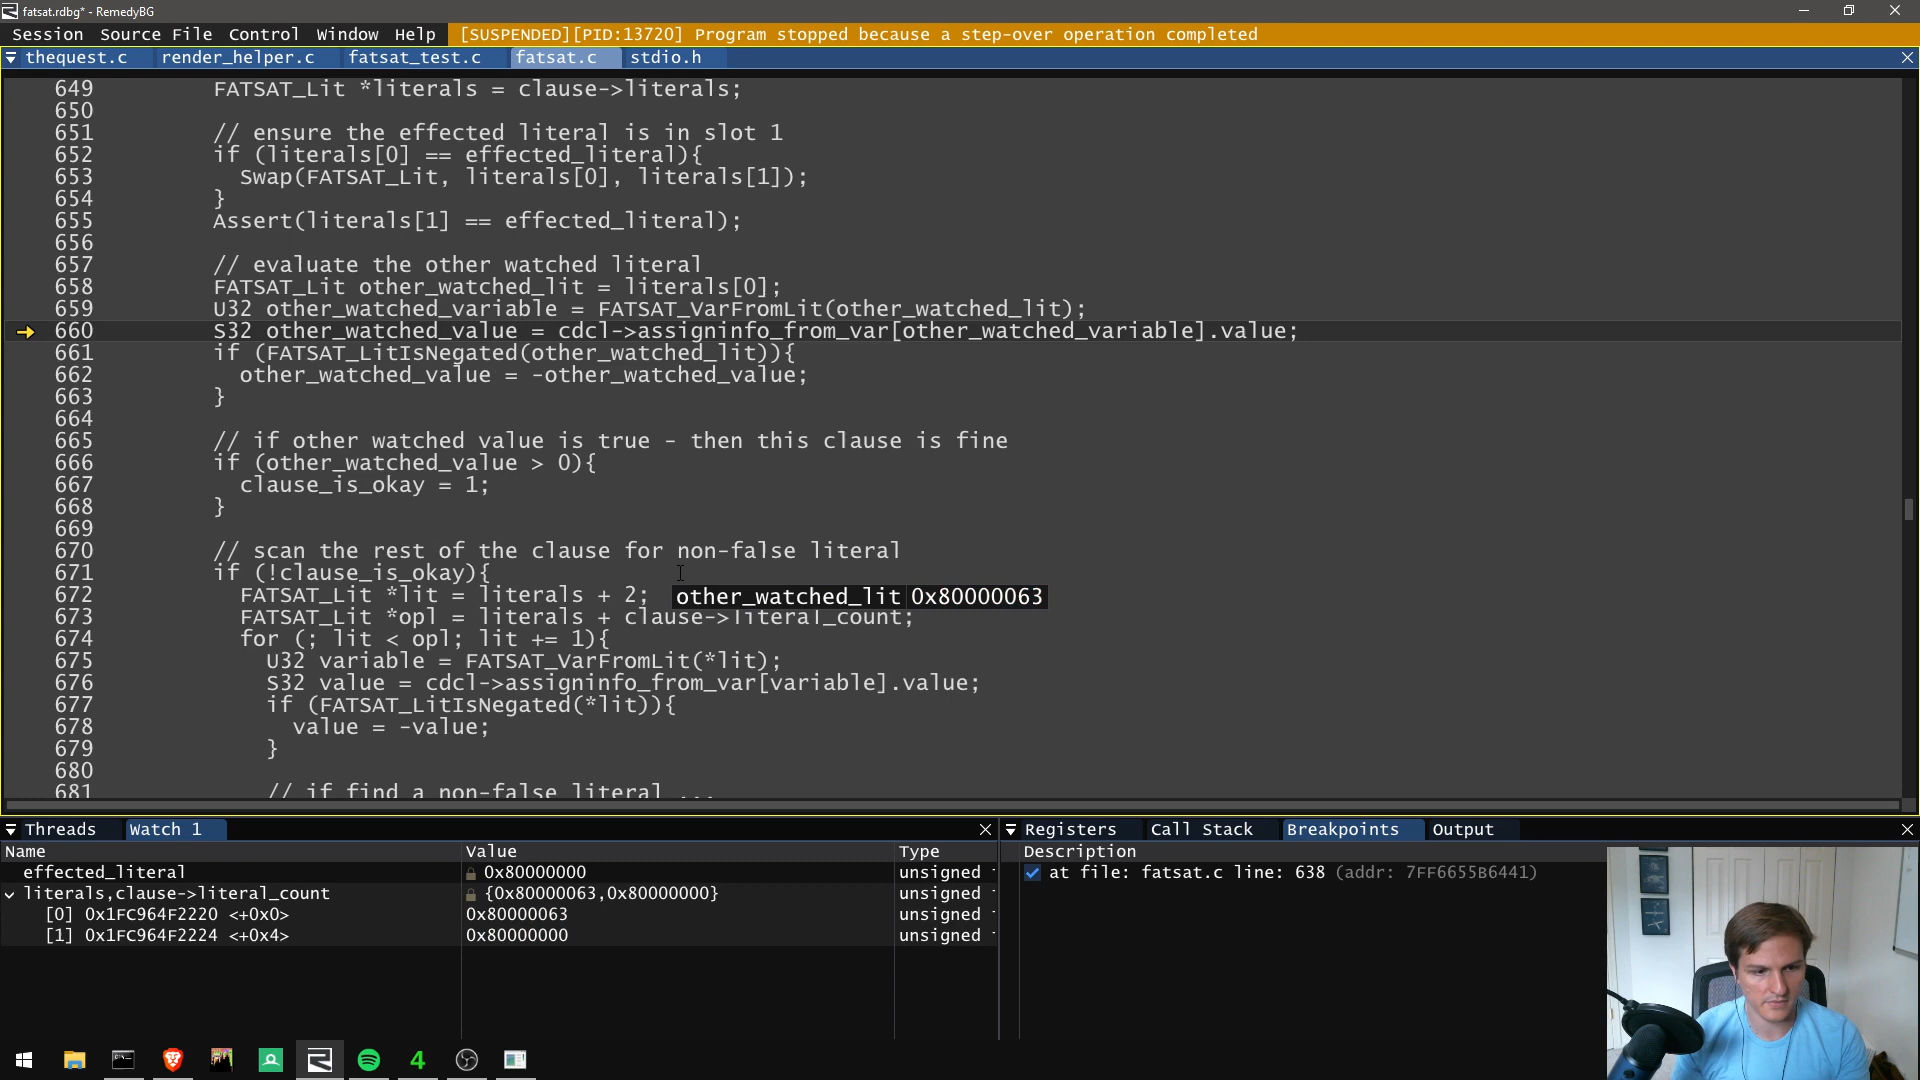 fatsat.rdbg* - RemedyBG
Session Source File Control Window Help [SUSPENDED][PID:13720] Program stopped because a step-over operation completed
thequest.c render_helper.c fatsat_test.c fatsat.c stdio.h
649 FATSAT_Lit *literals = clause->literals;
650
651 // ensure the effected literal is in slot 1
652 if (literals[0] == effected_literal){
653 Swap(FATSAT_Lit, literals[0], literals[1]);
654 }
655 Assert(literals[1] == effected_literal);
656
657 // evaluate the other watched literal
658 FATSAT_Lit other_watched_lit = literals[0];
659 U32 other_watched_variable = FATSAT_VarFromLit(other_watched_lit);
660 S32 other_watched_value = cdcl->assigninfo_from_var[other_watched_variable].value;
661 if (FATSAT_LitIsNegated(other_watched_lit)){
662 other_watched_value = -other_watched_value;
663 }
664
665 // if other watched value is true - then this clause is fine
666 if (other_watched_value > 0){
667 clause_is_okay = 1;
668 }
669
670 // scan the rest of the clause for non-false literal
671 if (!clause_is_okay){
672 FATSAT_Lit *lit = literals + 2;
other_watched_lit 0x80000063
673 FATSAT_Lit *opl = literals + clause->literal_count;
674 for (; lit < opl; lit += 1){
675 U32 variable = FATSAT_VarFromLit(*lit);
676 S32 value = cdcl->assigninfo_from_var[variable].value;
677 if (FATSAT_LitIsNegated(*lit)){
678 value = -value;
679 }
680
681 // if find a non-false literal ...
Threads Watch 1
Name Value Type
effected_literal 0x80000000 unsigned
literals,clause->literal_count {0x80000063,0x80000000} unsigned
[0] 0x1FC964F2220 <+0x0> 0x80000063 unsigned
[1] 0x1FC964F2224 <+0x4> 0x80000000 unsigned
Registers Call Stack Breakpoints Output
Description
at file: fatsat.c line: 638 (addr: 7FF6655B6441)
4